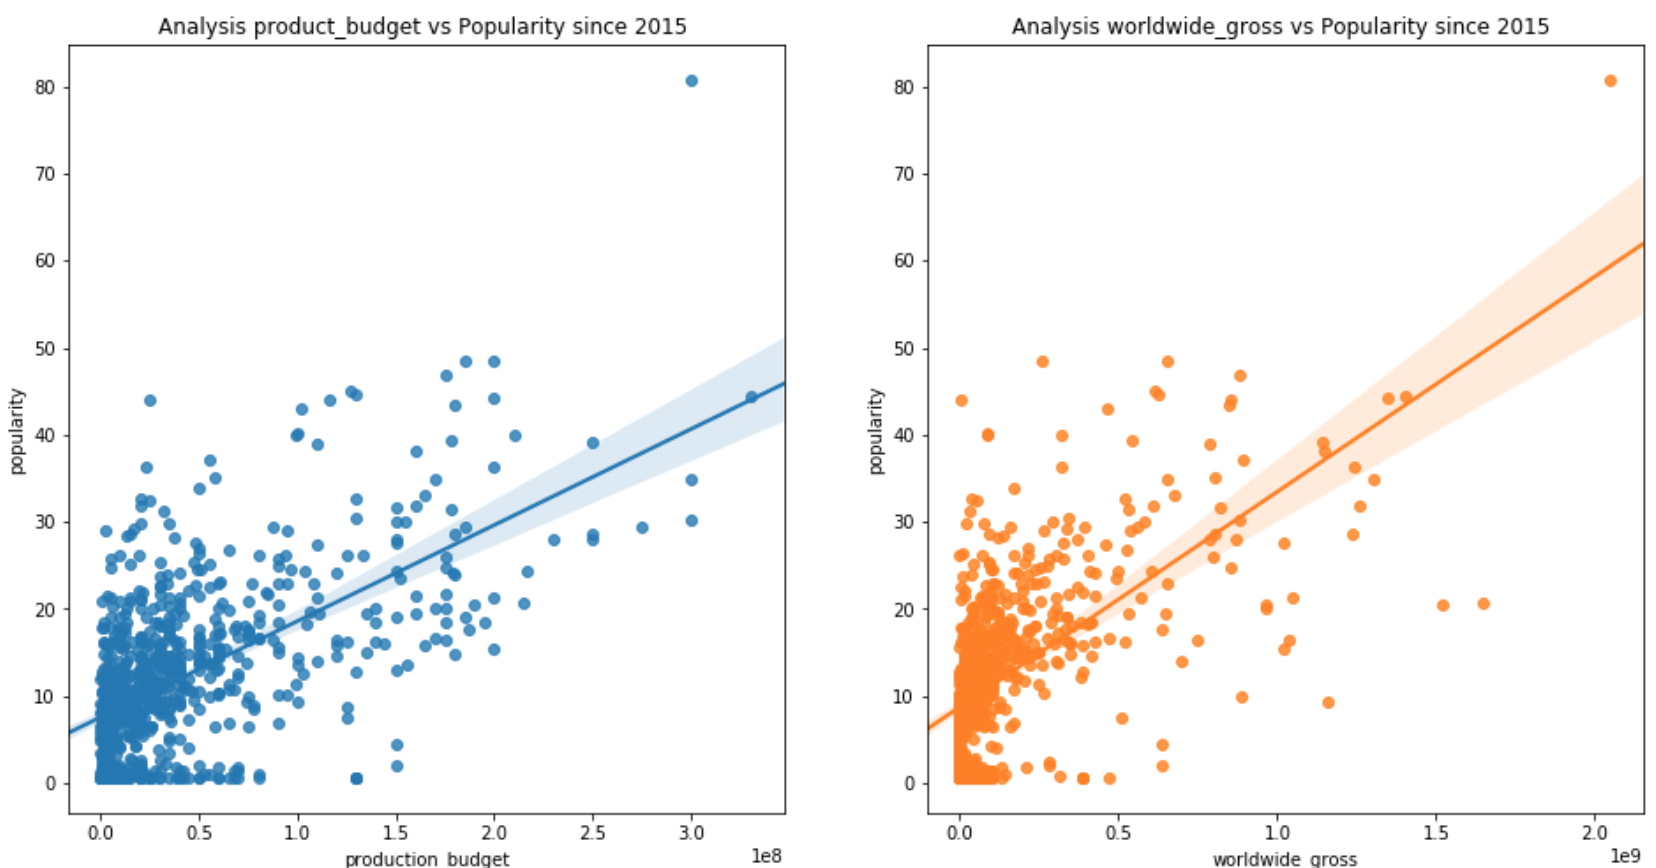 Analysis product_budget vs Popularity since 2015
popularity
80
70
60
50
40
30
20
10
0
0.0 0.5 1.0 1.5 2.0 2.5 3.0
1e8
production_budget
Analysis worldwide_gross vs Popularity since 2015
popularity
80
70
60
50
40
30
20
10
0
0.0 0.5 1.0 1.5 2.0
1e9
worldwide_gross